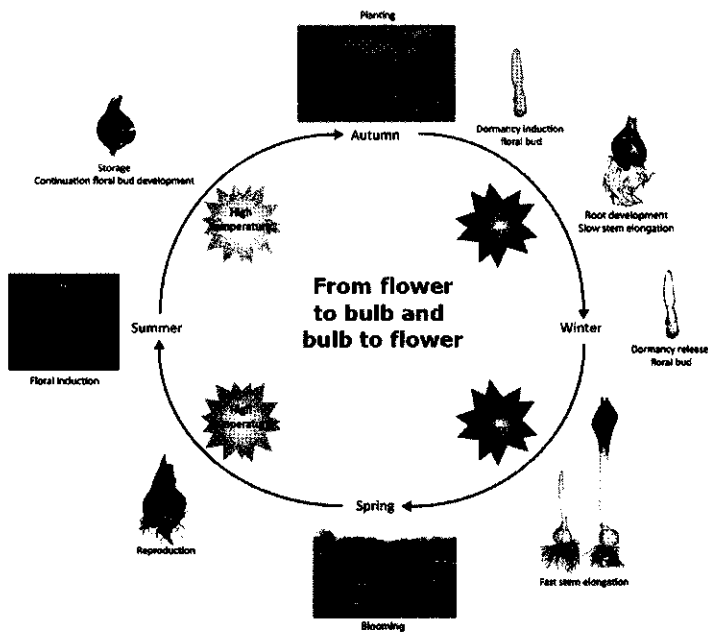 Planting
Autumn
Dormancy induction
floral bud
Storage
Continuation floral bud development
Root development
Slow stem elongation
High
temperature
From flower
to bulb and
bulb to flower
Summer
Winter
Floral induction
Dormancy release
floral bud
High
temperature
Spring
Reproduction
Fast stem elongation
Blooming